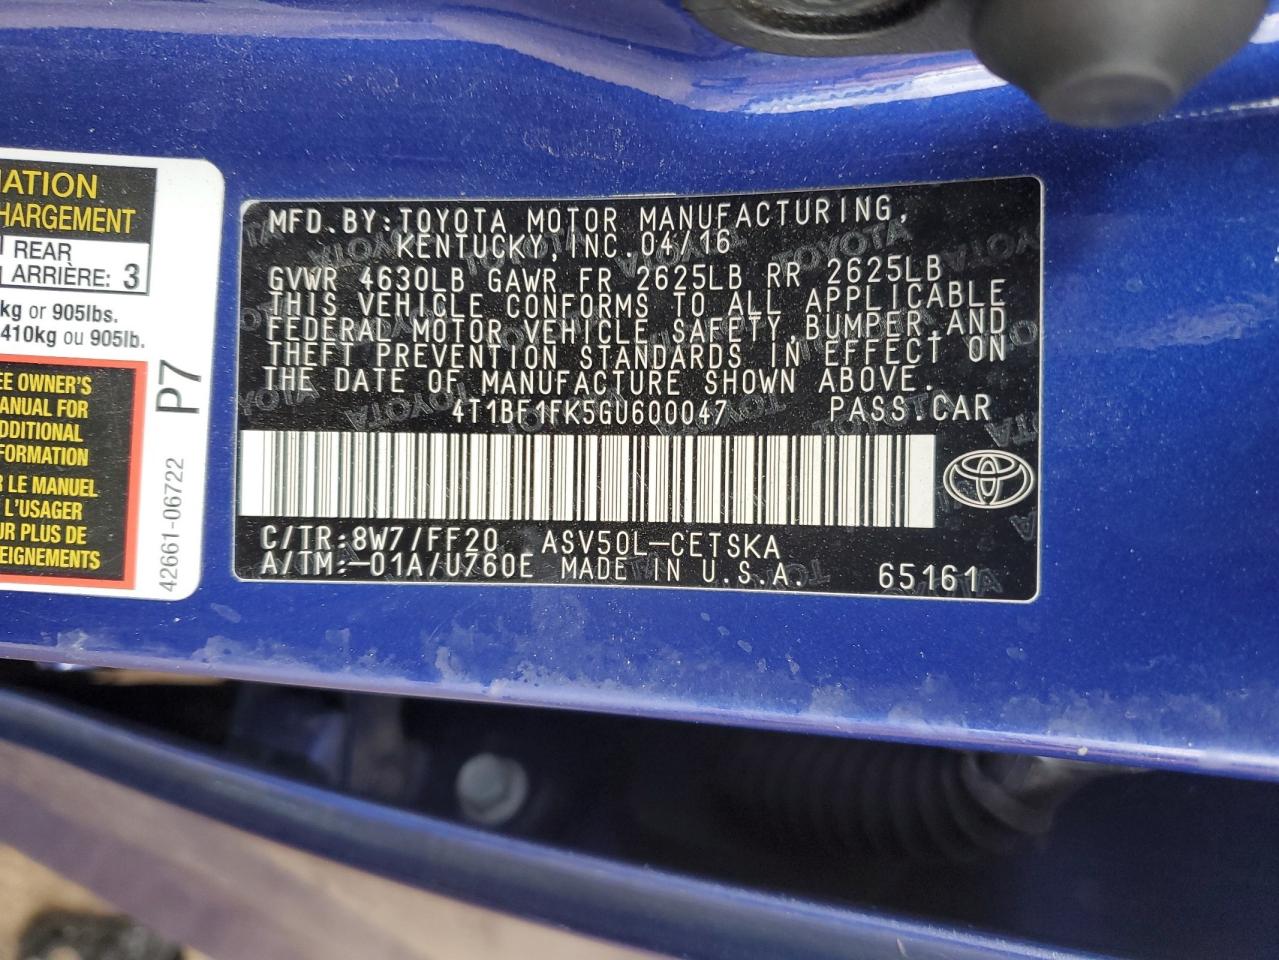 MATION
CHARGEMENT
REAR
ARRIÈRE: 3
kg or 905lbs.
410kg ou 905lb.
SEE OWNER'S
MANUAL FOR
ADDITIONAL
INFORMATION
LE MANUEL
L'USAGER
PLUS DE
P7
42661-06722
MFD.BY:TOYOTA MOTOR MANUFACTURING,
KENTUCKY, INC. 04/16
GVWR 4630LB GAWR FR 2625LB RR 2625LB
THIS VEHICLE CONFORMS TO ALL APPLICABLE
FEDERAL MOTOR VEHICLE SAFETY,BUMPER,AND
THEFT PREVENTION STANDARDS IN EFFECT ON
THE DATE OF MANUFACTURE SHOWN ABOVE.
4T1BF1FK5GU600047 PASS.CAR
C/TR:8W7/FF20 ASV50L-CETSKA
A/TM:-01A/U760E MADE IN U.S.A. 65161